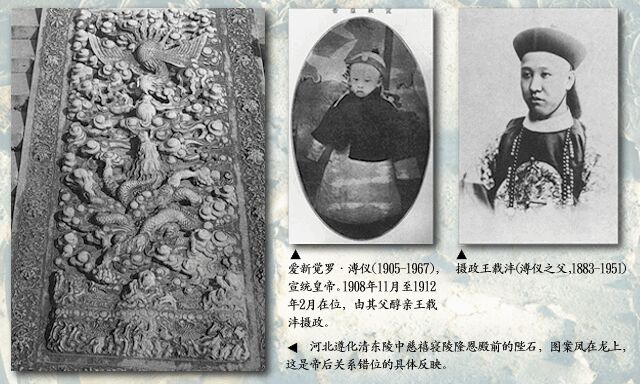 ▲
爱新觉罗·溥仪(1905-1967),
宣统皇帝。1908年11月至1912
年2月在位，由其父醇亲王载
沣摄政。
▲
摄政王载沣(溥仪之父,1883-1951)
◀ 河北遵化清东陵中慈禧寝陵隆恩殿前的陛石，图案凤在龙上，
这是帝后关系错位的具体反映。